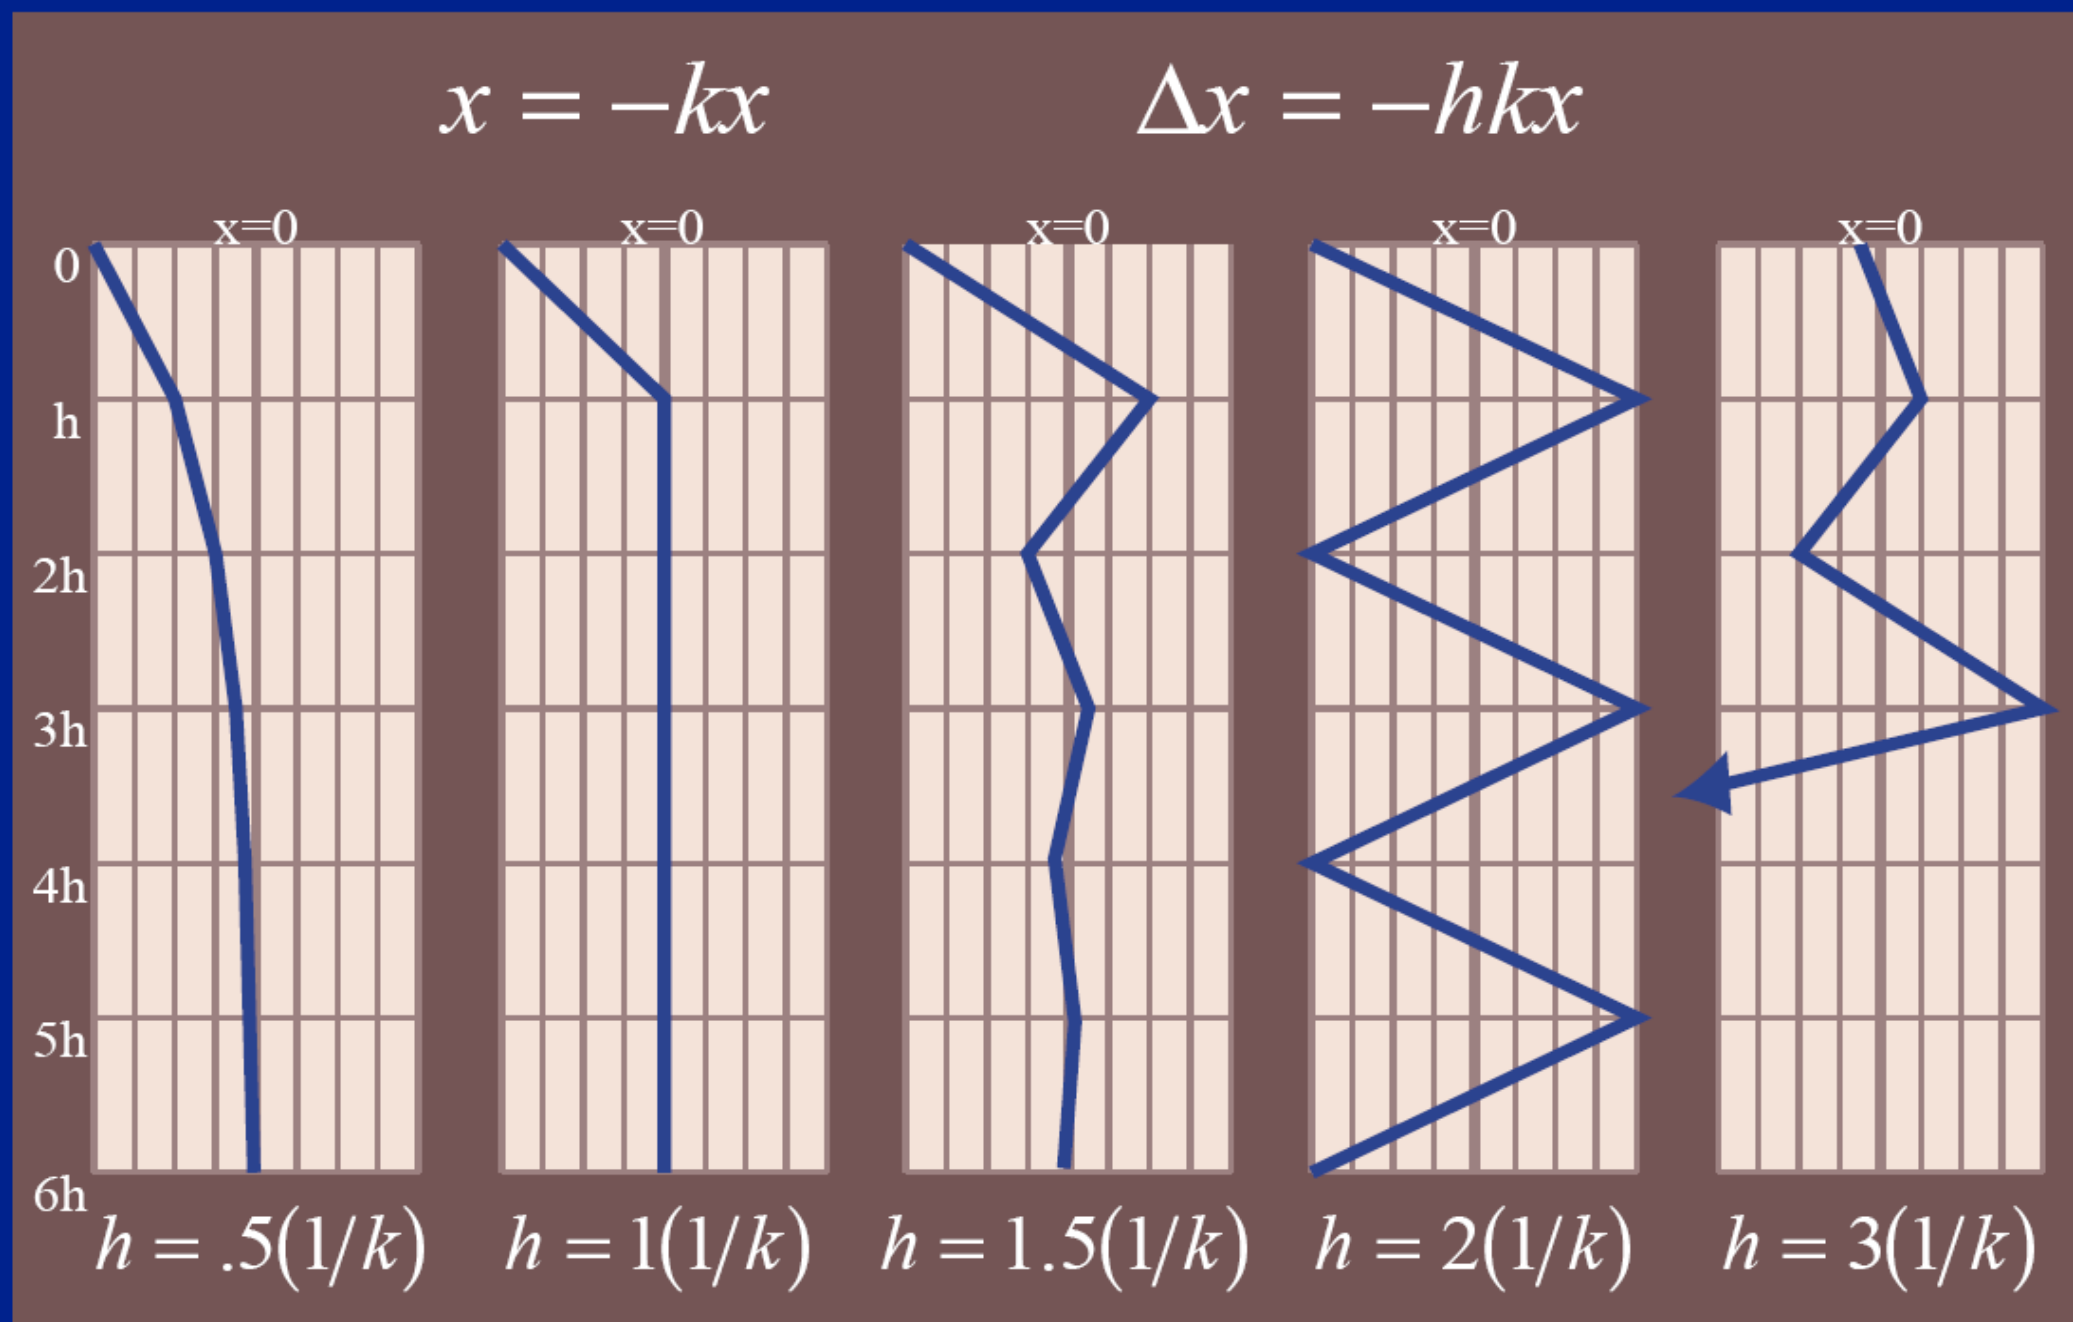 x = −kx Δx = −hkx
x=0 x=0 x=0 x=0 x=0
0
h
2h
3h
4h
5h
6h
h = .5(1/k) h = 1(1/k) h = 1.5(1/k) h = 2(1/k) h = 3(1/k)